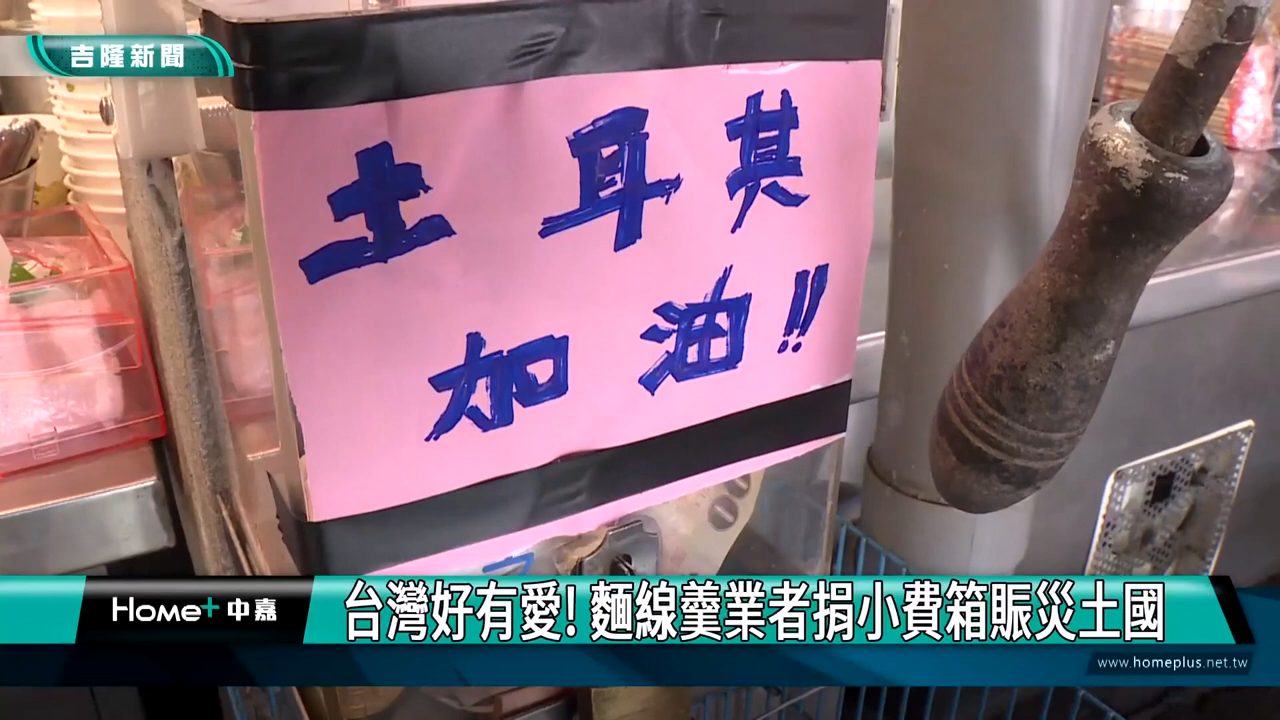 吉隆新聞
土耳其
加油!!
Home+ 中嘉
台灣好有愛! 麵線羹業者捐小費箱賑災土國
www.homeplus.net.tw